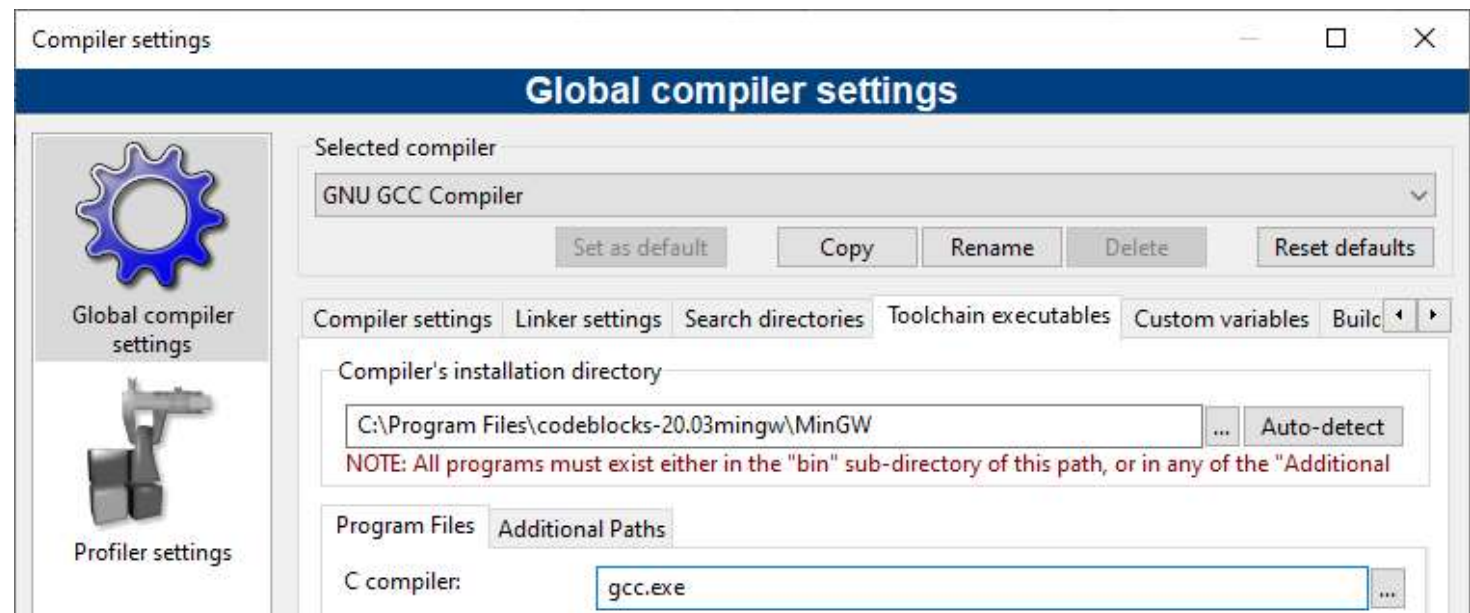 Compiler settings
Global compiler settings
Global compiler
settings
Profiler settings
Selected compiler
GNU GCC Compiler
Set as default Copy Rename Delete Reset defaults
Compiler settings Linker settings Search directories Toolchain executables Custom variables Builc
Compiler's installation directory
C:\Program Files\codeblocks-20.03mingw\MinGW ... Auto-detect
NOTE: All programs must exist either in the "bin" sub-directory of this path, or in any of the "Additional
Program Files Additional Paths
C compiler: gcc.exe ...